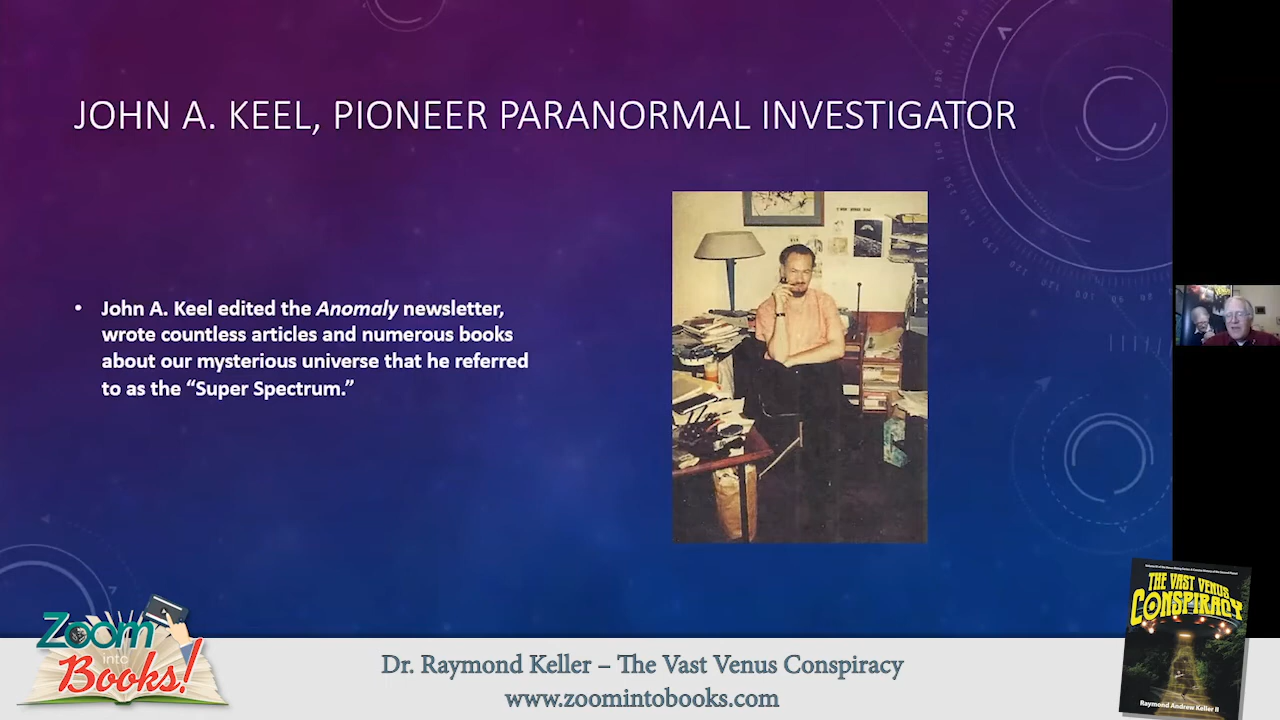 JOHN A. KEEL, PIONEER PARANORMAL INVESTIGATOR
• John A. Keel edited the Anomaly newsletter,
wrote countless articles and numerous books
about our mysterious universe that he referred
to as the “Super Spectrum.”
Zoom
into
Books!
Dr. Raymond Keller – The Vast Venus Conspiracy
www.zoomintobooks.com
THE VAST VENUS
CONSPIRACY
Raymond Andrew Keller II